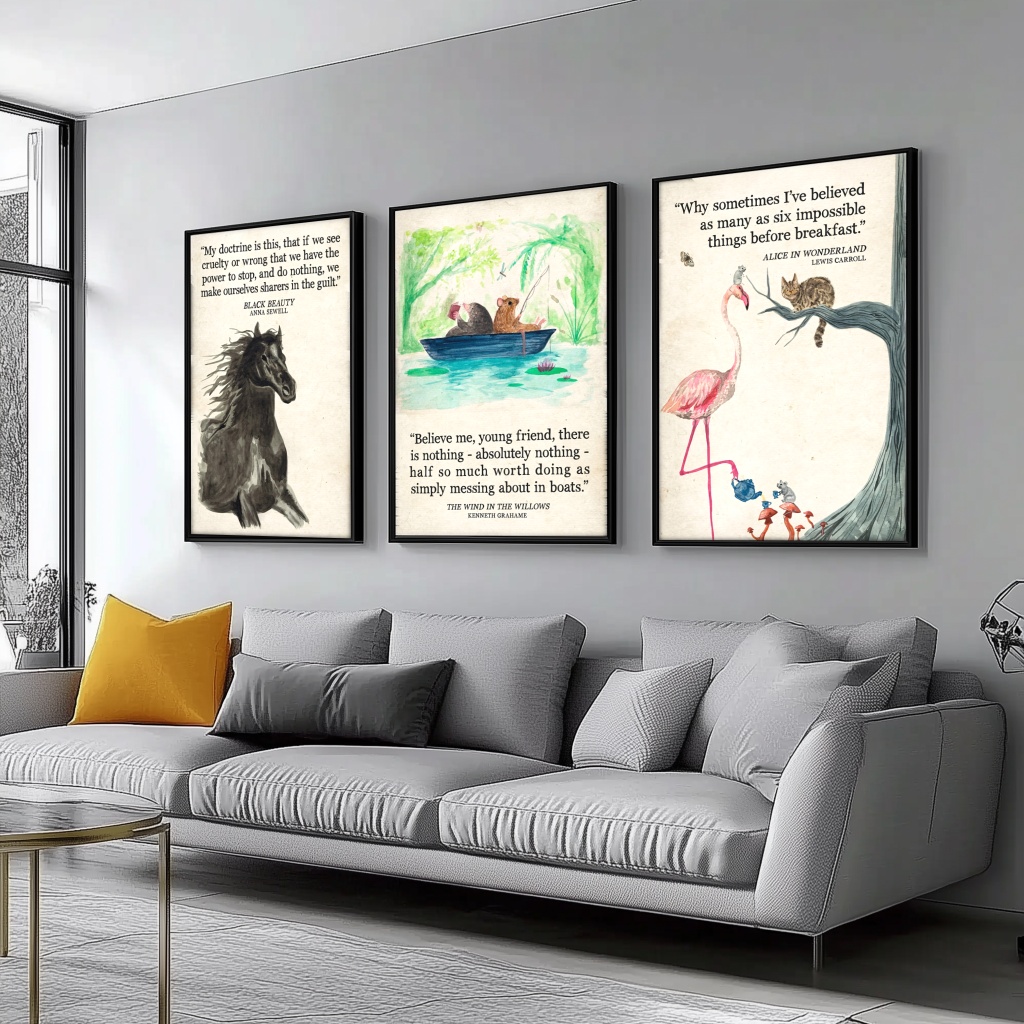 “My doctrine is this, that if we see
cruelty or wrong that we have the
power to stop, and do nothing, we
make ourselves sharers in the guilt.”
BLACK BEAUTY
ANNA SEWELL
“Believe me, young friend, there
is nothing - absolutely nothing -
half so much worth doing as
simply messing about in boats.”
THE WIND IN THE WILLOWS
KENNETH GRAHAME
“Why sometimes I’ve believed
as many as six impossible
things before breakfast.”
ALICE IN WONDERLAND
LEWIS CARROLL